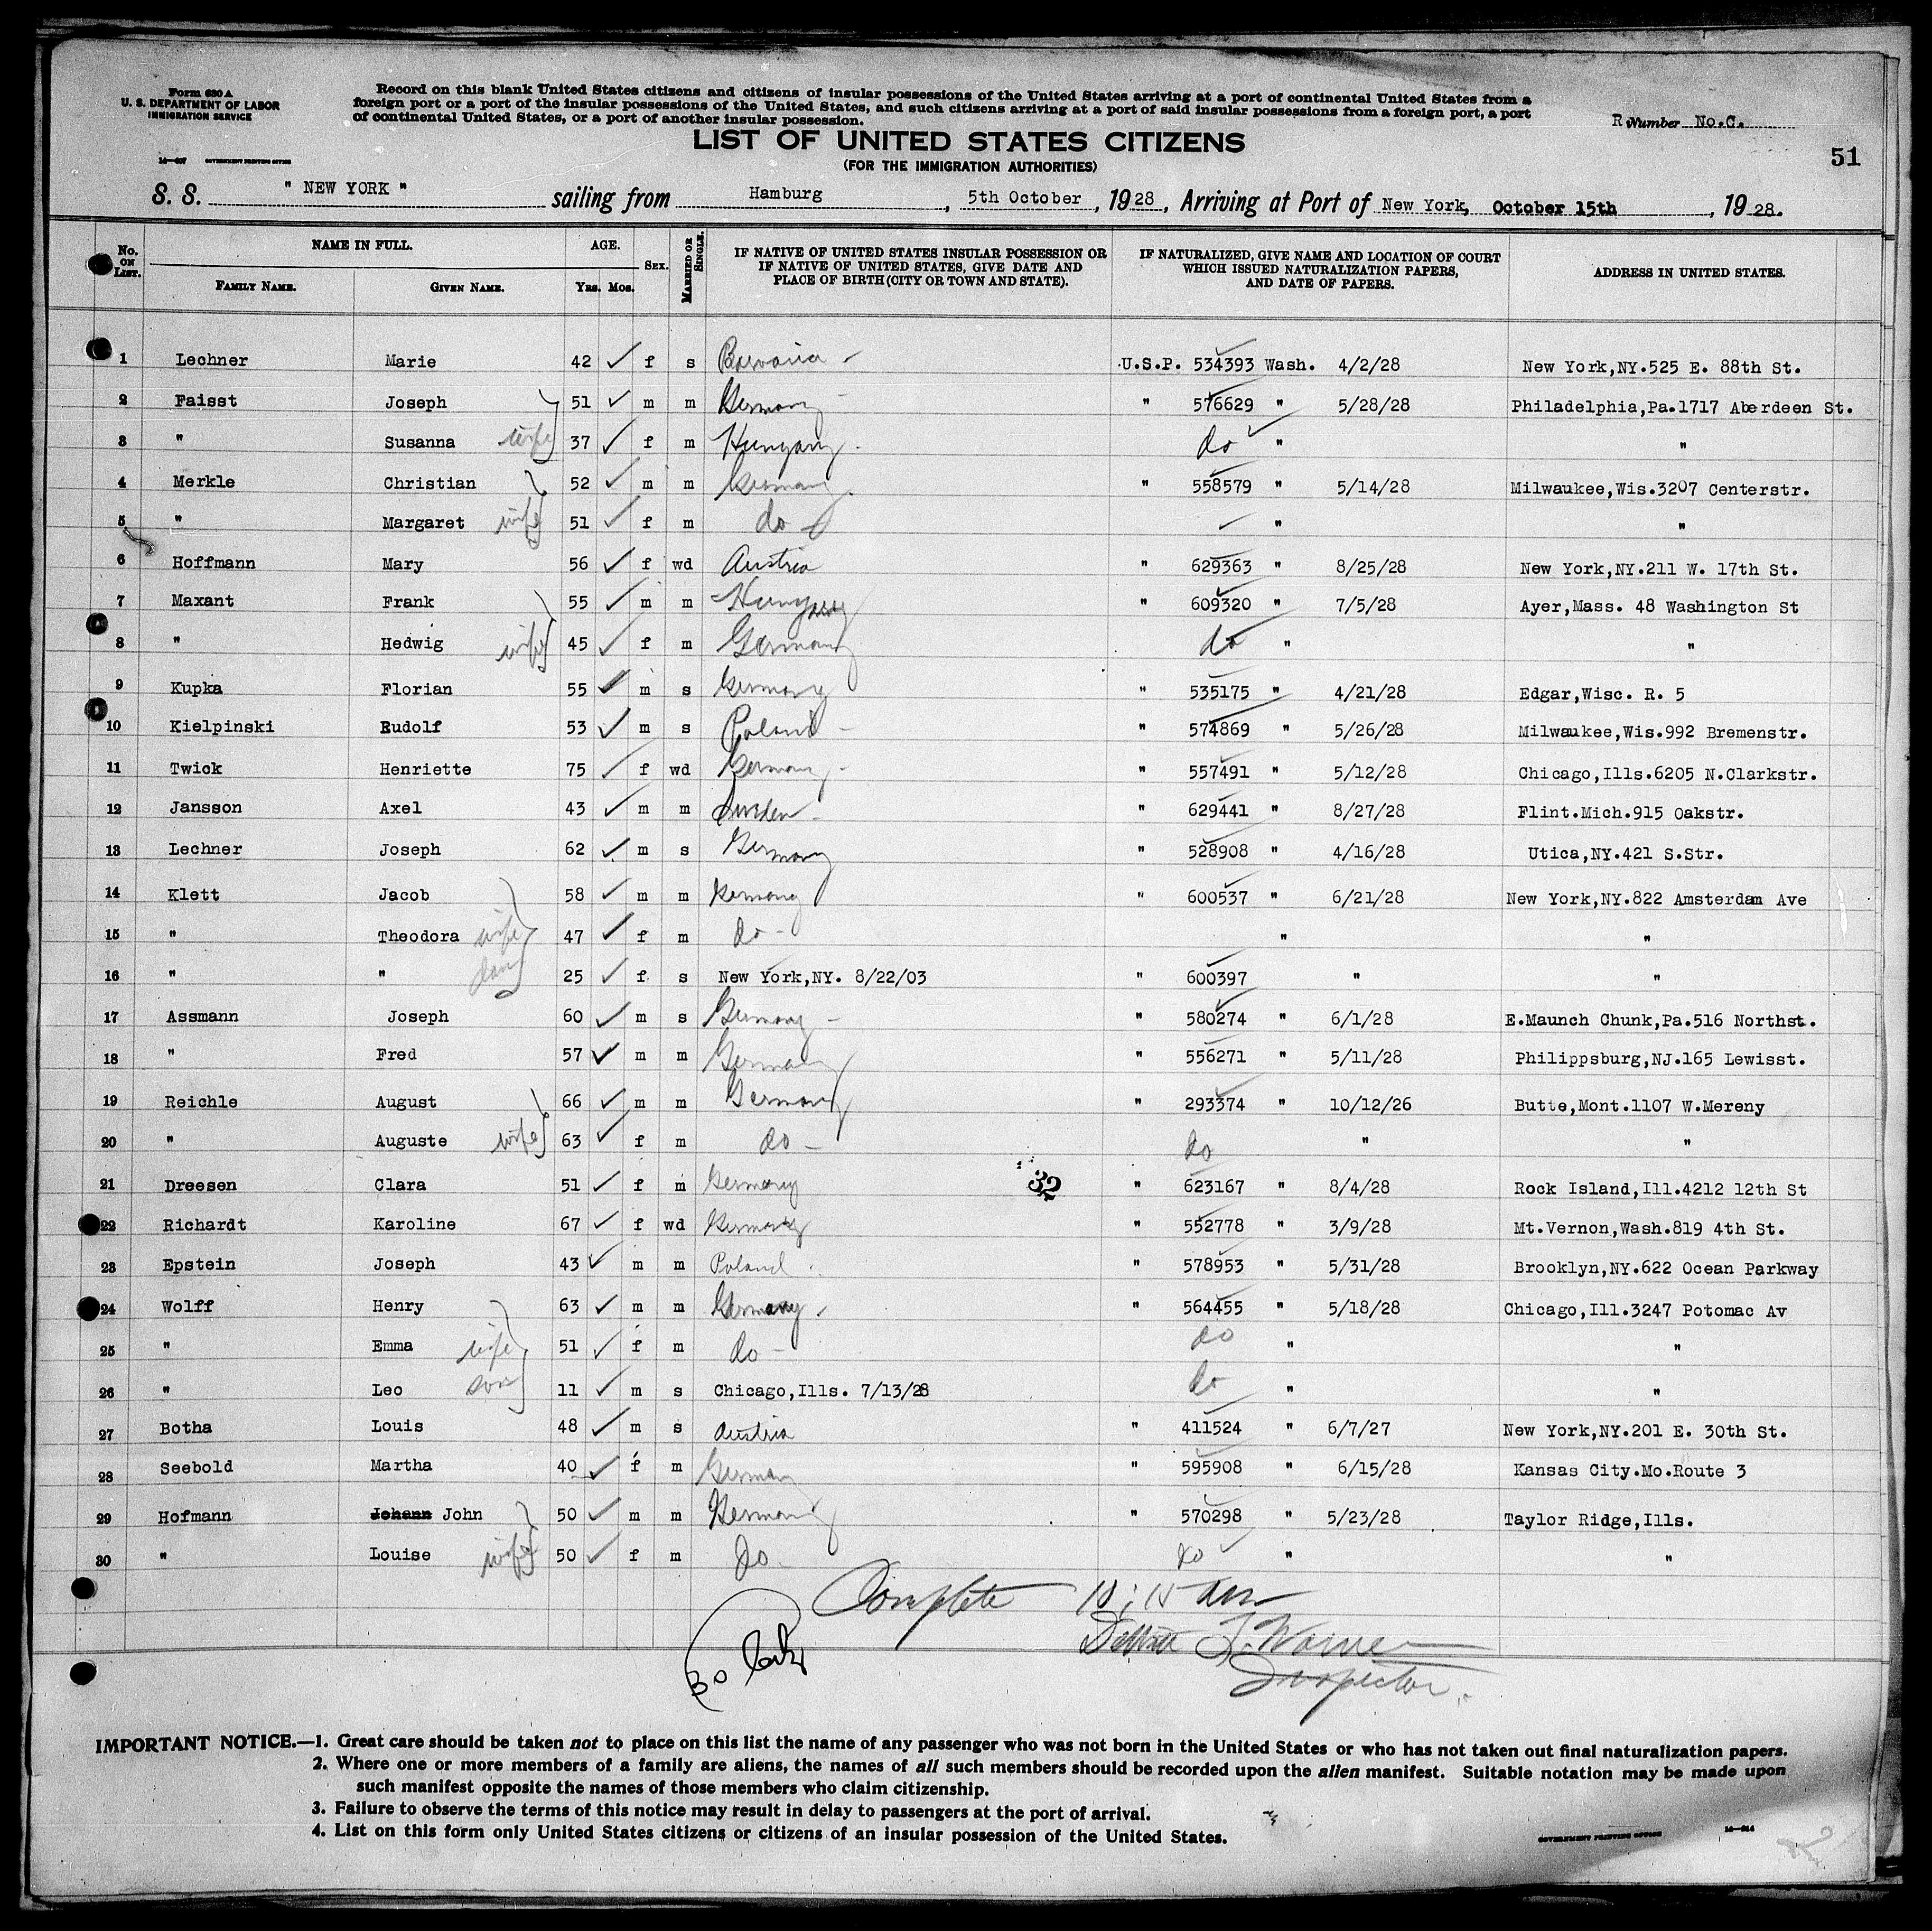 Form 630 A
U. S. DEPARTMENT OF LABOR
IMMIGRATION SERVICE
14—607 GOVERNMENT PRINTING OFFICE
Record on this blank United States citizens and citizens of insular possessions of the United States arriving at a port of continental United States from a
foreign port or a port of the insular possessions of the United States, and such citizens arriving at a port of said insular possessions from a foreign port, a port
of continental United States, or a port of another insular possession.
LIST OF UNITED STATES CITIZENS
(FOR THE IMMIGRATION AUTHORITIES)
Number No.C.
51
S. S. " NEW YORK " sailing from Hamburg, 5th October, 1928, Arriving at Port of New York, October 15th, 1928.
No. ON LIST. NAME IN FULL. FAMILY NAME. GIVEN NAME. AGE. Yrs. Mos. SEX. MARRIED OR SINGLE. IF NATIVE OF UNITED STATES INSULAR POSSESSION OR IF NATIVE OF UNITED STATES, GIVE DATE AND PLACE OF BIRTH (CITY OR TOWN AND STATE). IF NATURALIZED, GIVE NAME AND LOCATION OF COURT WHICH ISSUED NATURALIZATION PAPERS, AND DATE OF PAPERS. ADDRESS IN UNITED STATES.
1 Lechner Marie 42 ✓ f s Bavaria - U.S.P. 534393 Wash. 4/2/28 New York,NY.525 E. 88th St.
2 Faisst Joseph 51 ✓ m m Germany - " 576629 " 5/28/28 Philadelphia,Pa.1717 Aberdeen St.
3 " Susanna wife 37 ✓ f m Hungary - do " "
4 Merkle Christian 52 ✓ m m Germany " 558579 " 5/14/28 Milwaukee,Wis.3207 Centerstr.
5 " Margaret wife 51 ✓ f m do ✓ " "
6 Hoffmann Mary 56 ✓ f wd Austria " 629363 " 8/25/28 New York,NY.211 W. 17th St.
7 Maxant Frank 55 ✓ m m Hungary " 609320 " 7/5/28 Ayer,Mass. 48 Washington St
8 " Hedwig wife 45 ✓ f m Germany do " "
9 Kupka Florian 55 ✓ m s Germany " 535175 " 4/21/28 Edgar,Wisc. R. 5
10 Kielpinski Rudolf 53 ✓ m s Poland - " 574869 " 5/26/28 Milwaukee,Wis.992 Bremenstr.
11 Twick Henriette 75 ✓ f wd Germany - " 557491 " 5/12/28 Chicago,Ills.6205 N.Clarkstr.
12 Jansson Axel 43 ✓ m m Sweden - " 629441 " 8/27/28 Flint.Mich.915 Oakstr.
13 Lechner Joseph 62 ✓ m s Germany " 528908 " 4/16/28 Utica,NY.421 S.Str.
14 Klett Jacob 58 ✓ m m Germany " 600537 " 6/21/28 New York,NY.822 Amsterdam Ave
15 " Theodora wife 47 ✓ f m do - " "
16 " " dau 25 ✓ f s New York,NY. 8/22/03 " 600397 " "
17 Assmann Joseph 60 ✓ m s Germany - " 580274 " 6/1/28 E.Maunch Chunk,Pa.516 Northst.
18 " Fred 57 ✓ m m Germany " 556271 " 5/11/28 Philippsburg,NJ.165 Lewisst.
19 Reichle August 66 ✓ m m Germany " 293374 " 10/12/26 Butte,Mont.1107 W.Mereny
20 " Auguste wife 63 ✓ f m do - do " "
21 Dreesen Clara 51 ✓ f m Germany 32 " 623167 " 8/4/28 Rock Island,Ill.4212 12th St
22 Richardt Karoline 67 ✓ f wd Germany " 552778 " 3/9/28 Mt.Vernon,Wash.819 4th St.
23 Epstein Joseph 43 ✓ m m Poland " 578953 " 5/31/28 Brooklyn,NY.622 Ocean Parkway
24 Wolff Henry 63 ✓ m m Germany " 564455 " 5/18/28 Chicago,Ill.3247 Potomac Av
25 " Emma wife 51 ✓ f m do - do " "
26 " Leo son 11 ✓ m s Chicago,Ills. 7/13/28 do " "
27 Botha Louis 48 ✓ m s Austria " 411524 " 6/7/27 New York,NY.201 E. 30th St.
28 Seebold Martha 40 ✓ f m Germany " 595908 " 6/15/28 Kansas City.Mo.Route 3
29 Hofmann Johann John 50 ✓ m m Germany " 570298 " 5/23/28 Taylor Ridge,Ills.
30 " Louise wife 50 ✓ f m do do " "
Complete 10:15 am
30
Inspector.
IMPORTANT NOTICE.—1. Great care should be taken not to place on this list the name of any passenger who was not born in the United States or who has not taken out final naturalization papers.
2. Where one or more members of a family are aliens, the names of all such members should be recorded upon the alien manifest. Suitable notation may be made upon
such manifest opposite the names of those members who claim citizenship.
3. Failure to observe the terms of this notice may result in delay to passengers at the port of arrival.
4. List on this form only United States citizens or citizens of an insular possession of the United States.
GOVERNMENT PRINTING OFFICE 14—614